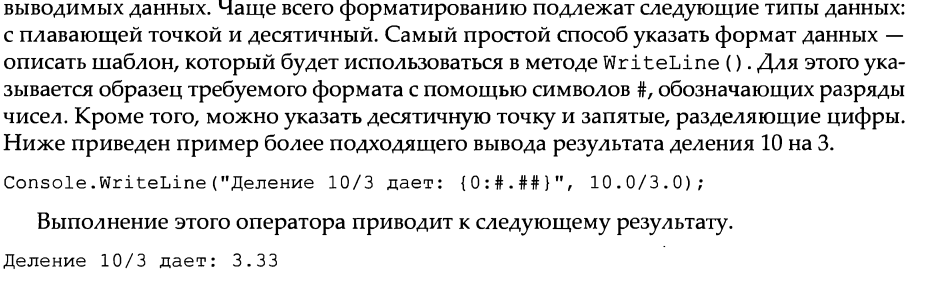 выводимых данных. Чаще всего форматированию подлежат следующие типы данных:
с плавающей точкой и десятичный. Самый простой способ указать формат данных —
описать шаблон, который будет использоваться в методе WriteLine(). Для этого ука-
зывается образец требуемого формата с помощью символов #, обозначающих разряды
чисел. Кроме того, можно указать десятичную точку и запятые, разделяющие цифры.
Ниже приведен пример более подходящего вывода результата деления 10 на 3.
Console.WriteLine("Деление 10/3 дает: {0:#.##}", 10.0/3.0);
Выполнение этого оператора приводит к следующему результату.
Деление 10/3 дает: 3.33